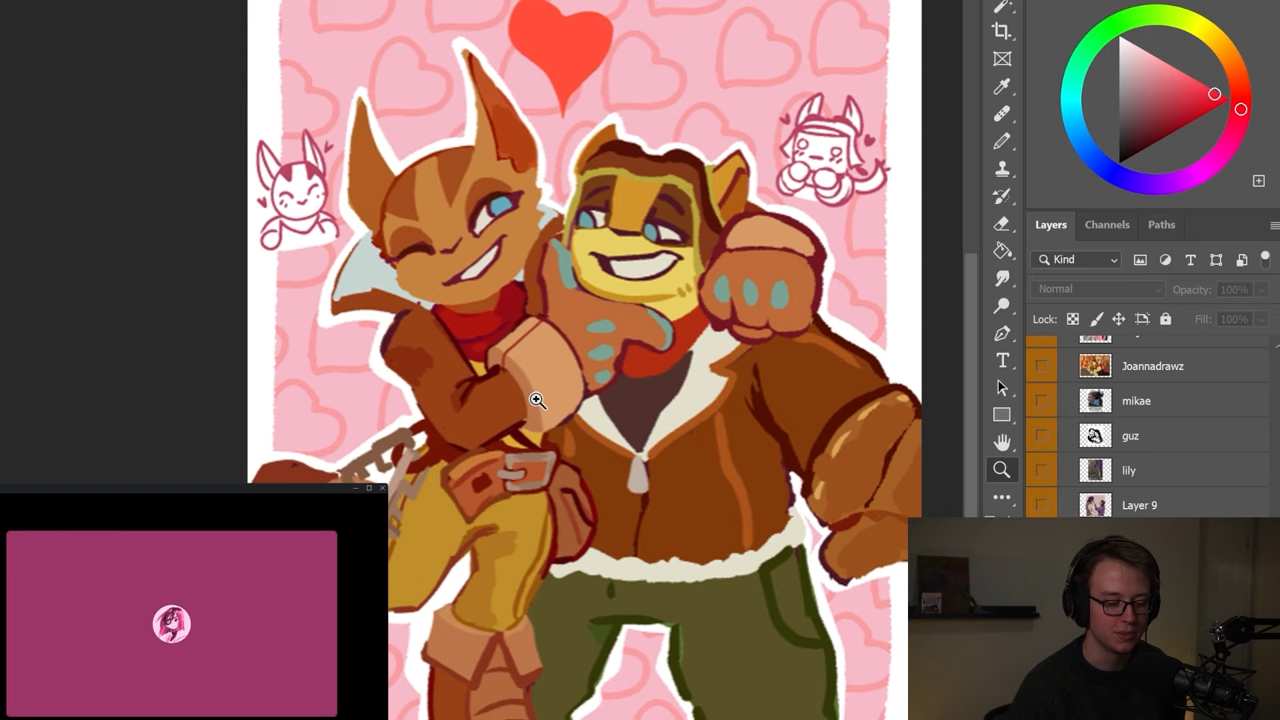 Layers Channels Paths
Kind
Normal Opacity: 100%
Lock: Fill: 100%
Joannadrawz
mikae
guz
lily
Layer 9